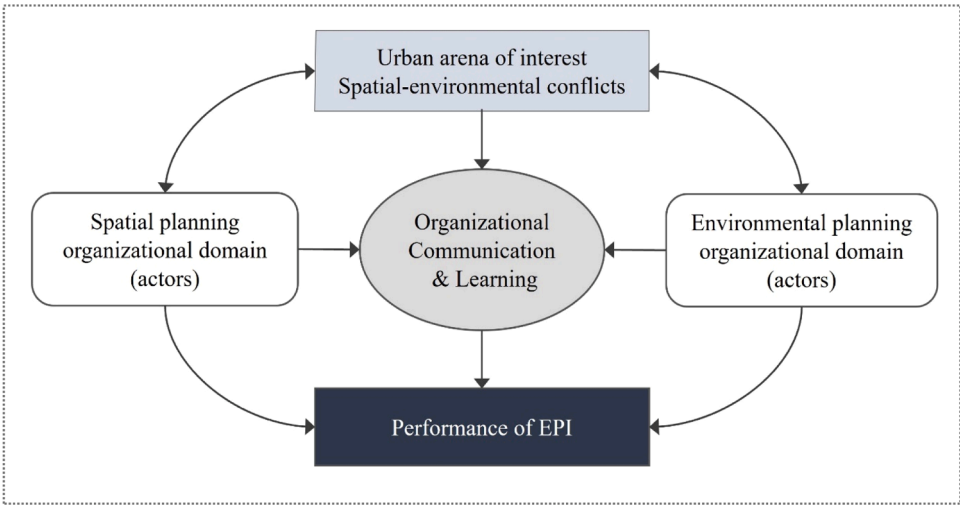 Urban arena of interest
Spatial-environmental conflicts
Spatial planning
organizational domain
(actors)
Organizational
Communication
& Learning
Environmental planning
organizational domain
(actors)
Performance of EPI